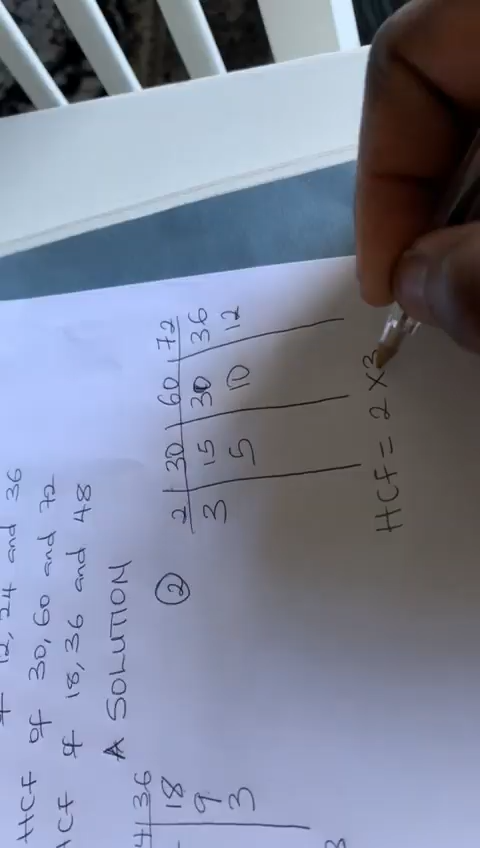 12, 24 and 36
HCF of 30, 60 and 72
HCF of 18, 36 and 48
A SOLUTION
4 36
18
9
3
②
2 30 60 72
3 15 30 36
5 10 12
HCF = 2 x 3
3